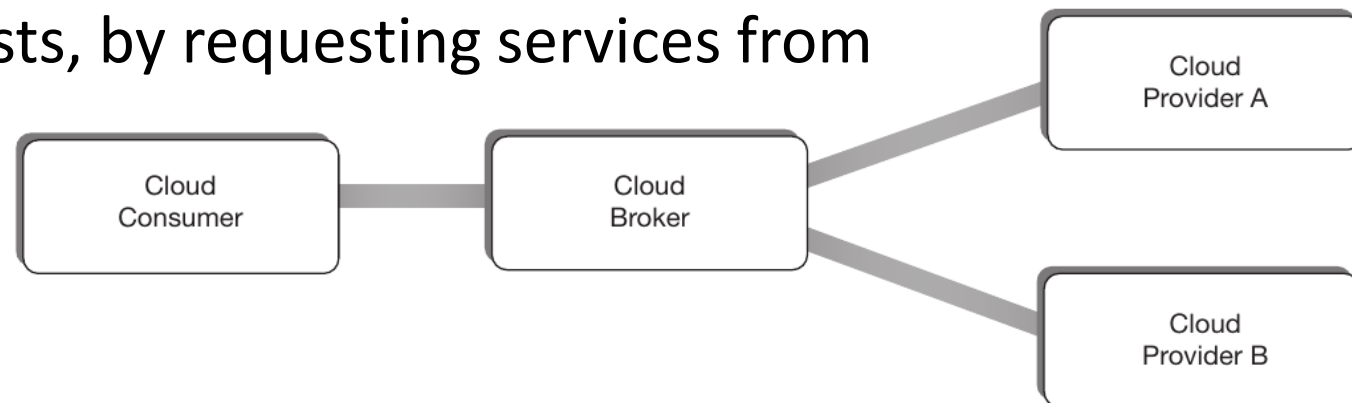 sts, by requesting services from
Cloud
Provider A
Cloud
Consumer
Cloud
Broker
Cloud
Provider B